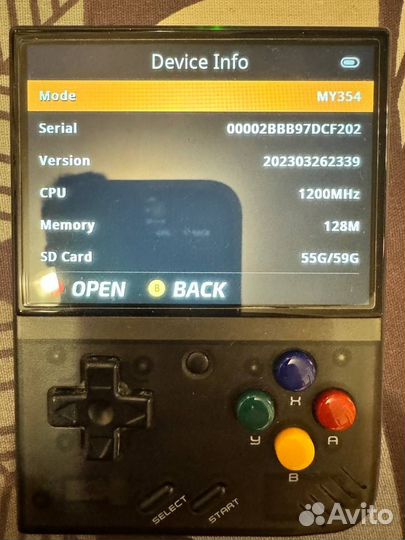 Device Info
Mode MY354
Serial 00002BBB97DCF202
Version 202303262339
CPU 1200MHz
Memory 128M
SD Card 55G/59G
OPEN B BACK
X
Y A
B
SELECT START
Avito